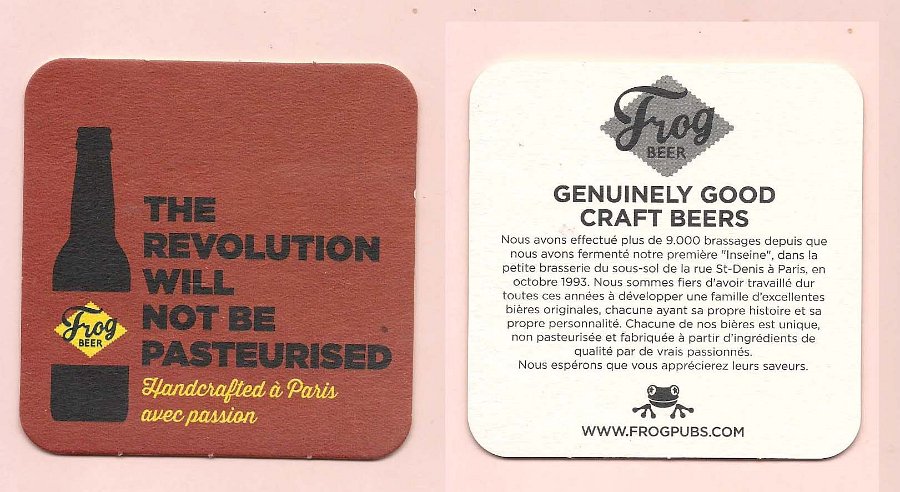 THE
REVOLUTION
WILL
NOT BE
PASTEURISED
Frog
BEER
Handcrafted à Paris
avec passion
Frog
BEER
GENUINELY GOOD
CRAFT BEERS
Nous avons effectué plus de 9.000 brassages depuis que
nous avons fermenté notre première "Inseine", dans la
petite brasserie du sous-sol de la rue St-Denis à Paris, en
octobre 1993. Nous sommes fiers d'avoir travaillé dur
toutes ces années à développer une famille d'excellentes
bières originales, chacune ayant sa propre histoire et sa
propre personnalité. Chacune de nos bières est unique,
non pasteurisée et fabriquée à partir d'ingrédients de
qualité par de vrais passionnés.
Nous espérons que vous apprécierez leurs saveurs.
WWW.FROGPUBS.COM